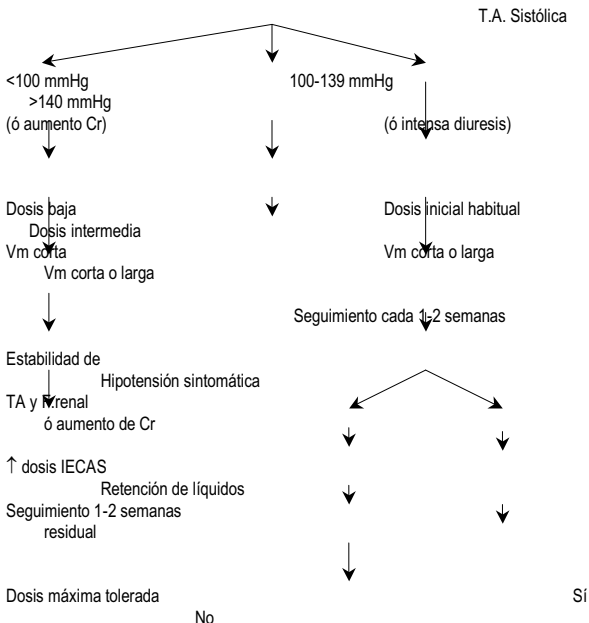 T.A. Sistólica
<100 mmHg 100-139 mmHg
>140 mmHg
(ó aumento Cr) (ó intensa diuresis)
Dosis baja Dosis inicial habitual
Dosis intermedia
Vm corta Vm corta o larga
Vm corta o larga
Seguimiento cada 1-2 semanas
Estabilidad de
Hipotensión sintomática
TA y F.renal
ó aumento de Cr
↑ dosis IECAS
Retención de líquidos
Seguimiento 1-2 semanas
residual
Dosis máxima tolerada Sí
No